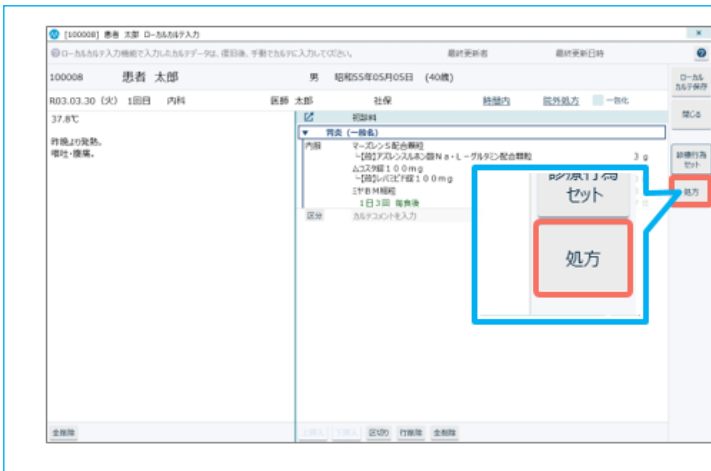 [100008] 患者 太郎 ローカルカルテ入力
ローカルカルテ入力機能で入力したカルテデータは、復旧後、手動でカルテに入力してください。 最終更新者 最終更新日時
100008 患者 太郎 男 昭和55年05月05日 (40歳)
ローカル
カルテ保存
R03.03.30 (火) 1回目 内科 医師 太郎 社保 時間内 院外処方 一包化
閉じる
37.8℃
昨晩より発熱。
嘔吐・腹痛。
初診料
胃炎 (一般名)
内服 マーズレンS配合顆粒
～[般]アズレンスルホン酸Na・L－グルタミン配合顆粒 3 g
ムコスタ錠100mg
～[般]レバミピド錠100mg
ミヤBM細粒
1日3回 毎食後
区分 カルテコメントを入力
診療行為
セット
処方
診療行為
セット
処方
全削除 上挿入 下挿入 区切り 行削除 全削除